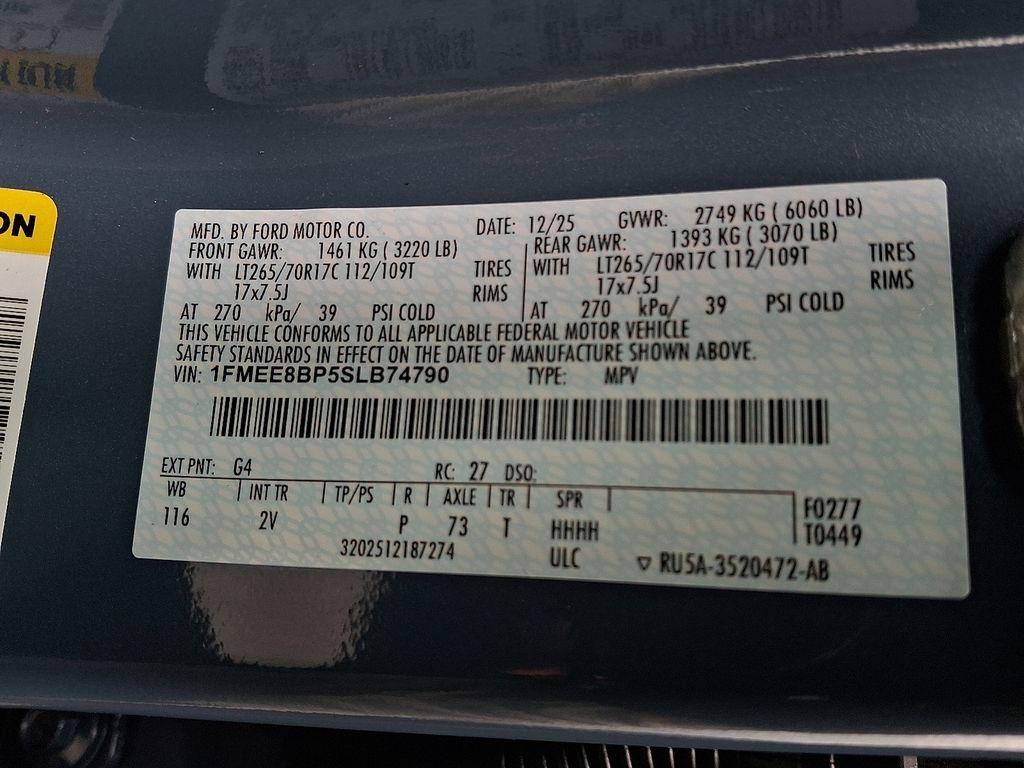 ON
MFD. BY FORD MOTOR CO. DATE: 12/25 GVWR: 2749 KG ( 6060 LB)
FRONT GAWR: 1461 KG ( 3220 LB) REAR GAWR: 1393 KG ( 3070 LB)
WITH LT265/70R17C 112/109T TIRES WITH LT265/70R17C 112/109T TIRES
17x7.5J RIMS 17x7.5J RIMS
AT 270 kPa/ 39 PSI COLD AT 270 kPa/ 39 PSI COLD
THIS VEHICLE CONFORMS TO ALL APPLICABLE FEDERAL MOTOR VEHICLE
SAFETY STANDARDS IN EFFECT ON THE DATE OF MANUFACTURE SHOWN ABOVE.
VIN: 1FMEE8BP5SLB74790 TYPE: MPV
EXT PNT: G4 RC: 27 DSO:
WB INT TR TP/PS R AXLE TR SPR F0277
116 2V P 73 T HHHH T0449
3202512187274 ULC ▽ RU5A-3520472-AB